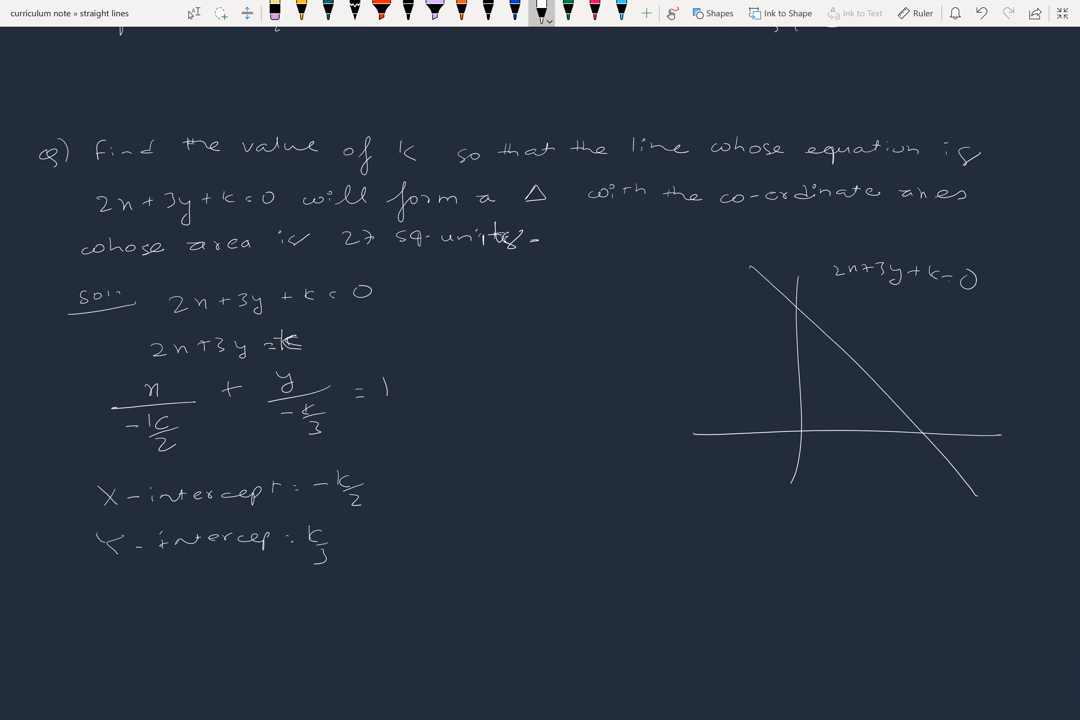 curriculum note » straight lines
Shapes Ink to Shape Ink to Text Ruler
Q) Find the value of K so that the line whose equation is
2x + 3y + k = 0 will form a Δ with the co-ordinate axes
whose area is 27 sq. units.
2x+3y+k=0
Soln 2x + 3y + k = 0
2x + 3y = -k
x/(-k/2) + y/(-k/3) = 1
X - intercept = -k/2
Y - intercep = k/3